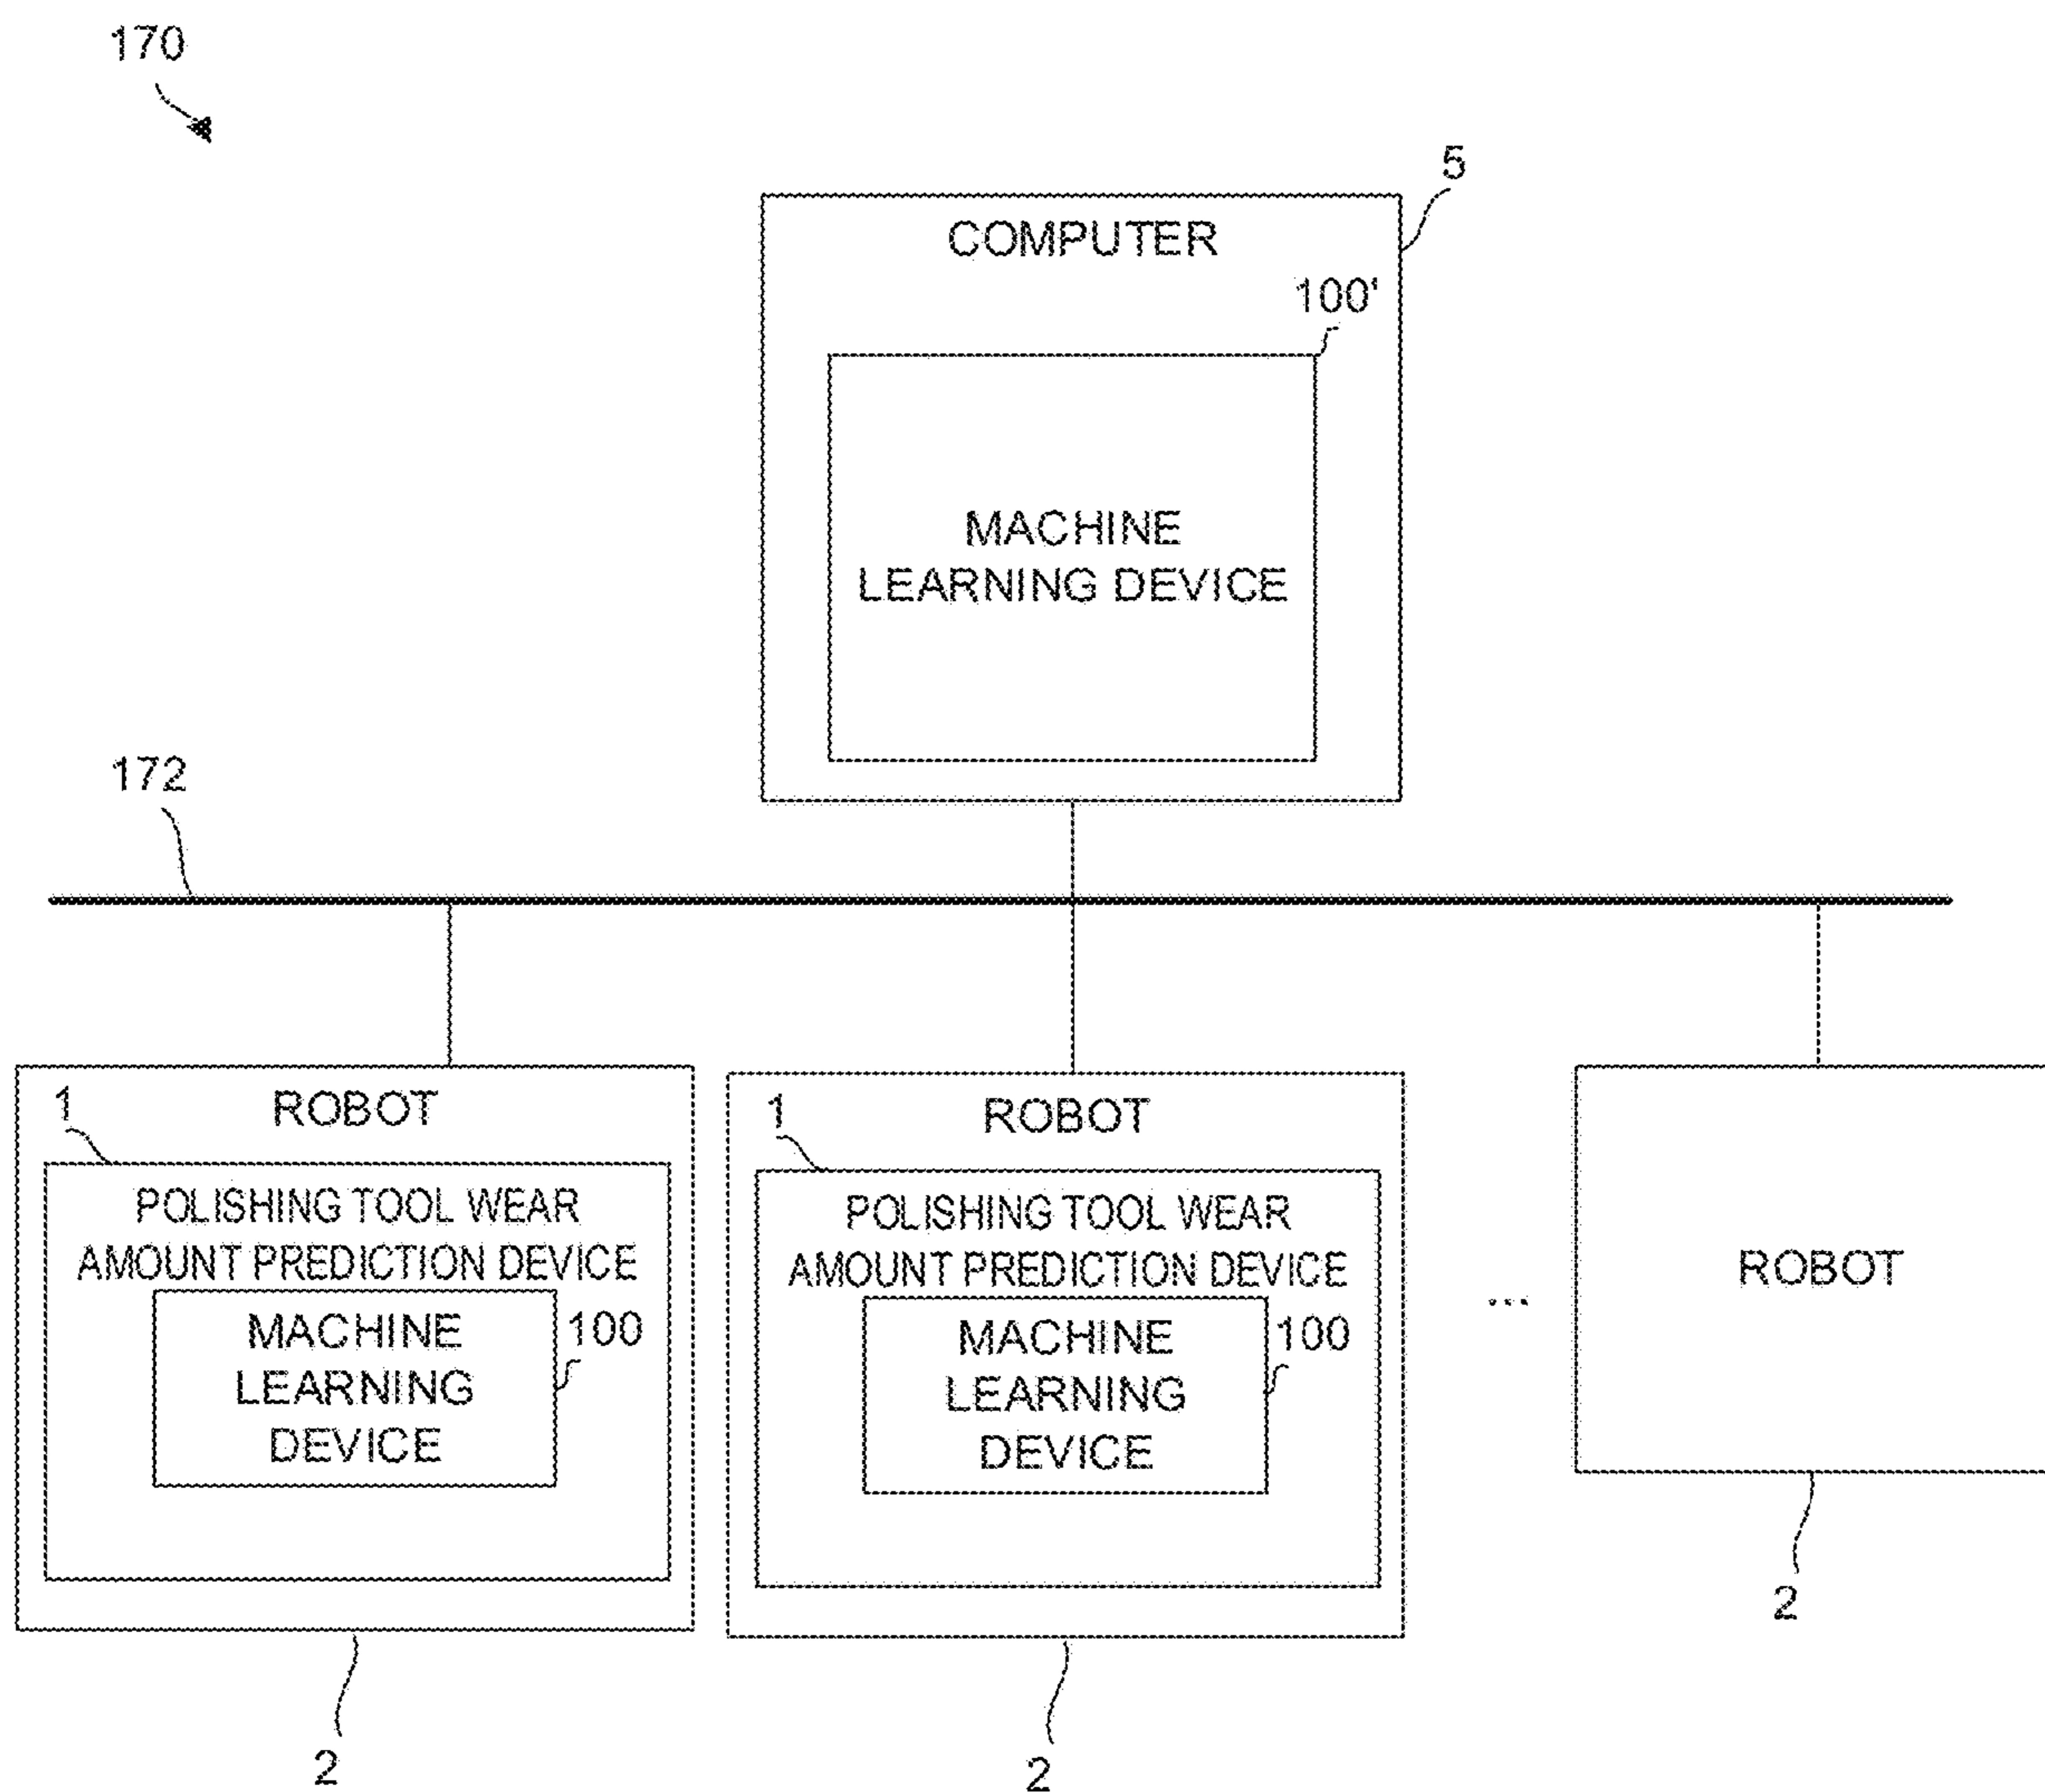 170
5
COMPUTER
100'
MACHINE
LEARNING DEVICE
172
1
ROBOT
POLISHING TOOL WEAR
AMOUNT PREDICTION DEVICE
MACHINE
LEARNING
DEVICE
100
2
1
ROBOT
POLISHING TOOL WEAR
AMOUNT PREDICTION DEVICE
MACHINE
LEARNING
DEVICE
100
2
...
ROBOT
2